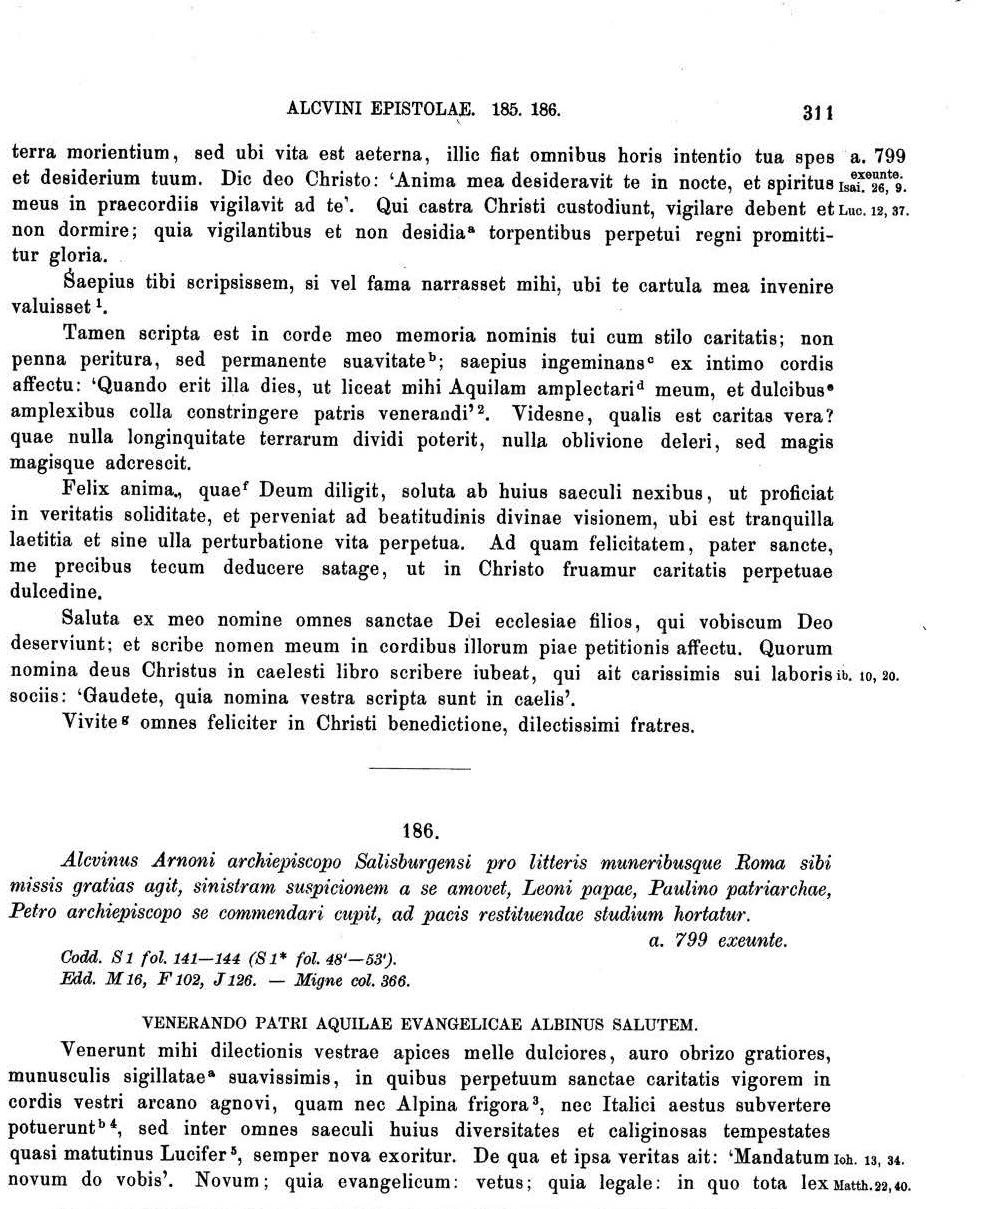 ALCVINI EPISTOLAE. 185. 186. 311
terra morientium, sed ubi vita est aeterna, illic fiat omnibus horis intentio tua spes a. 799
et desiderium tuum. Dic deo Christo: ‘Anima mea desideravit te in nocte, et spiritus exeunte. Isai. 26, 9.
meus in praecordiis vigilavit ad te’. Qui castra Christi custodiunt, vigilare debent et Luc. 12, 37.
non dormire; quia vigilantibus et non desidiaᵃ torpentibus perpetui regni promitti-
tur gloria.
Saepius tibi scripsissem, si vel fama narrasset mihi, ubi te cartula mea invenire
valuisset ¹.
Tamen scripta est in corde meo memoria nominis tui cum stilo caritatis; non
penna peritura, sed permanente suavitateᵇ; saepius ingeminansᶜ ex intimo cordis
affectu: ‘Quando erit illa dies, ut liceat mihi Aquilam amplectariᵈ meum, et dulcibusᵉ
amplexibus colla constringere patris venerandi’². Videsne, qualis est caritas vera?
quae nulla longinquitate terrarum dividi poterit, nulla oblivione deleri, sed magis
magisque adcrescit.
Felix anima, quaeᶠ Deum diligit, soluta ab huius saeculi nexibus, ut proficiat
in veritatis soliditate, et perveniat ad beatitudinis divinae visionem, ubi est tranquilla
laetitia et sine ulla perturbatione vita perpetua. Ad quam felicitatem, pater sancte,
me precibus tecum deducere satage, ut in Christo fruamur caritatis perpetuae
dulcedine.
Saluta ex meo nomine omnes sanctae Dei ecclesiae filios, qui vobiscum Deo
deserviunt; et scribe nomen meum in cordibus illorum piae petitionis affectu. Quorum
nomina deus Christus in caelesti libro scribere iubeat, qui ait carissimis sui laboris ib. 10, 20.
sociis: ‘Gaudete, quia nomina vestra scripta sunt in caelis’.
Viviteᵍ omnes feliciter in Christi benedictione, dilectissimi fratres.
186.
Alcvinus Arnoni archiepiscopo Salisburgensi pro litteris muneribusque Roma sibi
missis gratias agit, sinistram suspicionem a se amovet, Leoni papae, Paulino patriarchae,
Petro archiepiscopo se commendari cupit, ad pacis restituendae studium hortatur.
a. 799 exeunte.
Codd. S 1 fol. 141—144 (S 1* fol. 48'—53').
Edd. M 16, F 102, J 126. — Migne col. 366.
VENERANDO PATRI AQUILAE EVANGELICAE ALBINUS SALUTEM.
Venerunt mihi dilectionis vestrae apices melle dulciores, auro obrizo gratiores,
munusculis sigillataeᵃ suavissimis, in quibus perpetuum sanctae caritatis vigorem in
cordis vestri arcano agnovi, quam nec Alpina frigora³, nec Italici aestus subvertere
potueruntᵇ ⁴, sed inter omnes saeculi huius diversitates et caliginosas tempestates
quasi matutinus Lucifer⁵, semper nova exoritur. De qua et ipsa veritas ait: ‘Mandatum Ioh. 13, 34.
novum do vobis’. Novum; quia evangelicum: vetus; quia legale: in quo tota lex Matth. 22, 40.